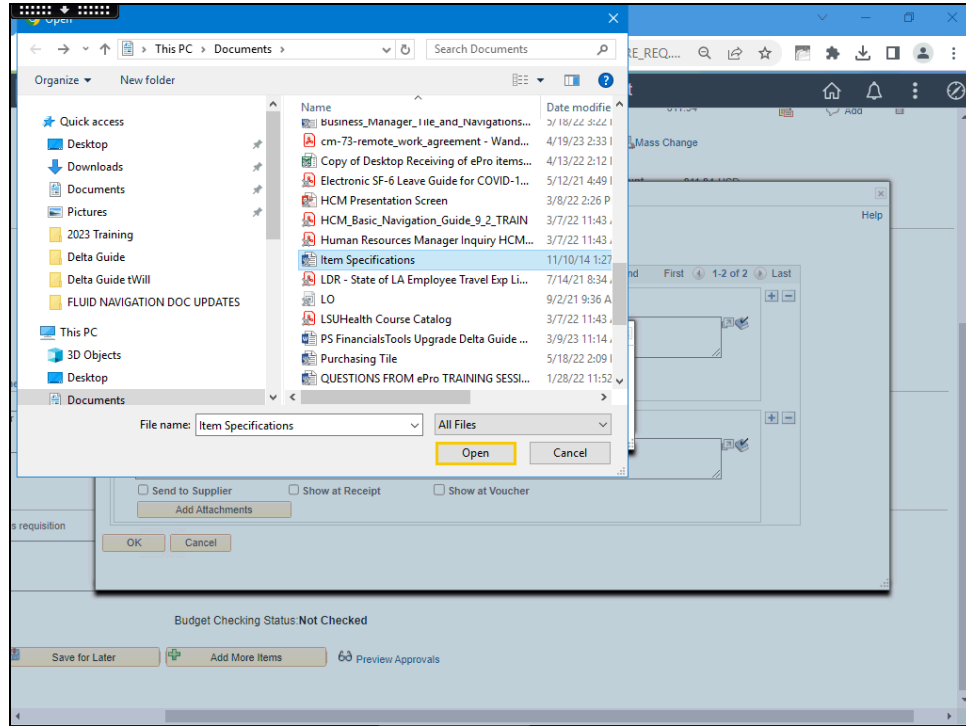 Open
This PC > Documents >
Search Documents
RE_REQ....
Organize
New folder
Name
Date modifie
Quick access
Desktop
Downloads
Documents
Pictures
2023 Training
Delta Guide
Delta Guide tWill
FLUID NAVIGATION DOC UPDATES
This PC
3D Objects
Desktop
Documents
Business_Manager_Tile_and_Navigations... 5/18/22 3:22
cm-73-remote_work_agreement - Wand... 4/19/23 2:33
Copy of Desktop Receiving of ePro items... 4/13/22 2:12
Electronic SF-6 Leave Guide for COVID-1... 5/12/21 4:49
HCM Presentation Screen 3/8/22 2:26 P
HCM_Basic_Navigation_Guide_9_2_TRAIN 3/7/22 11:43
Human Resources Manager Inquiry HCM... 3/7/22 11:43
Item Specifications 11/10/14 1:27
LDR - State of LA Employee Travel Exp Li... 7/14/21 8:34
LO 9/2/21 9:36 A
LSUHealth Course Catalog 3/7/22 11:43
PS FinancialsTools Upgrade Delta Guide ... 3/9/23 11:14
Purchasing Tile 5/18/22 2:09
QUESTIONS FROM ePro TRAINING SESSI... 1/28/22 11:52
File name: Item Specifications
All Files
Open
Cancel
Add
Mass Change
Help
First 1-2 of 2 Last
Send to Supplier
Show at Receipt
Show at Voucher
Add Attachments
s requisition
OK
Cancel
Budget Checking Status:Not Checked
Save for Later
Add More Items
Preview Approvals